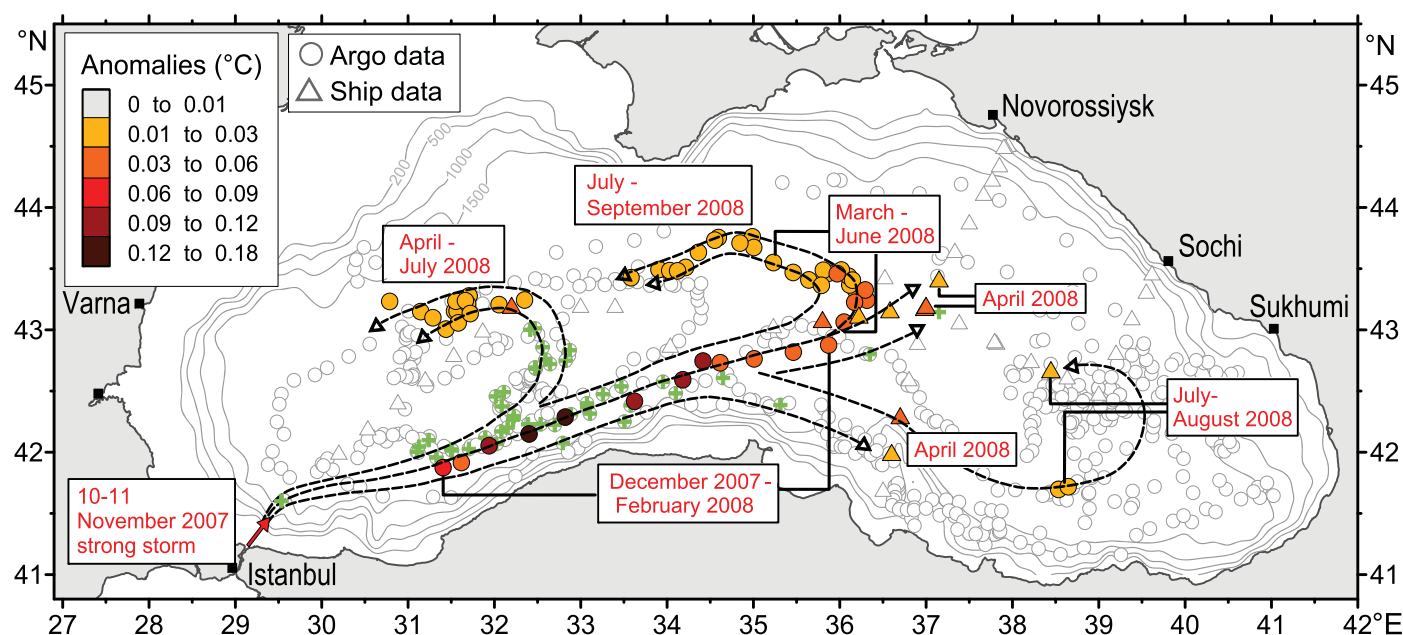 °N
°N
Anomalies (°C)
0 to 0.01
0.01 to 0.03
0.03 to 0.06
0.06 to 0.09
0.09 to 0.12
0.12 to 0.18
Argo data
Ship data
45
45
44
44
43
43
42
42
41
41
Novorossiysk
Sochi
Sukhumi
Varna
Istanbul
200
500
1000
1500
July -
September 2008
March -
June 2008
April -
July 2008
April 2008
July-
August 2008
April 2008
December 2007 -
February 2008
10-11
November 2007
strong storm
27 28 29 30 31 32 33 34 35 36 37 38 39 40 41 42 °E